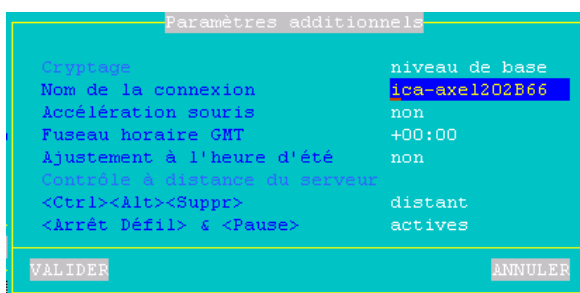 Paramètres additionnels
Cryptage niveau de base
Nom de la connexion ica-axe1202B66
Accélération souris non
Fuseau horaire GMT +00:00
Ajustement à l'heure d'été non
Contrôle à distance du serveur
<Ctrl><Alt><Suppr> distant
<Arrêt Défil> & <Pause> actives
VALIDER ANNULER